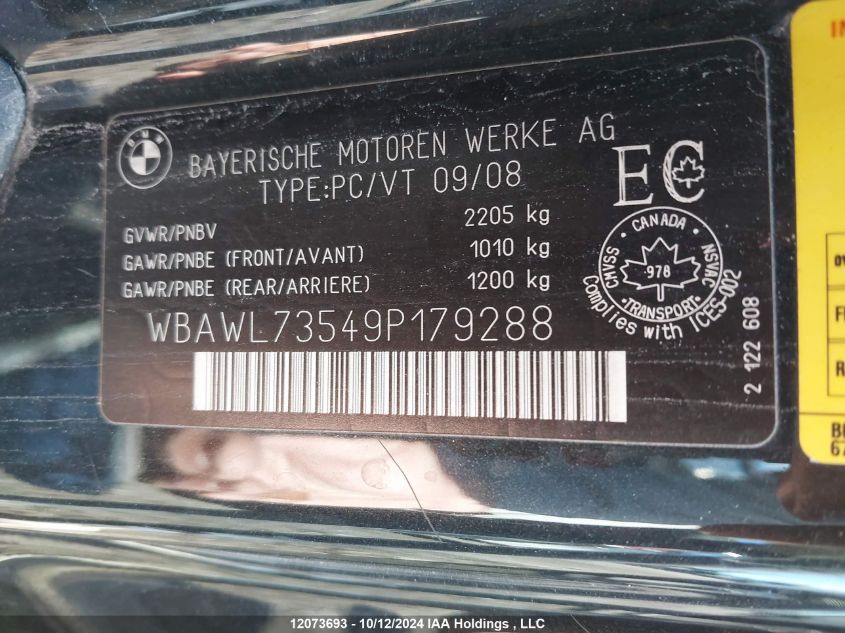 BMW
BAYERISCHE MOTOREN WERKE AG
TYPE:PC/VT 09/08
EC
GVWR/PNBV 2205 kg
GAWR/PNBE (FRONT/AVANT) 1010 kg
GAWR/PNBE (REAR/ARRIERE) 1200 kg
CANADA
CMVSS 978 NSVAC
TRANSPORT
Complies with ICES-002
WBAWL73549P179288
2 122 608
12073693 - 10/12/2024 IAA Holdings , LLC